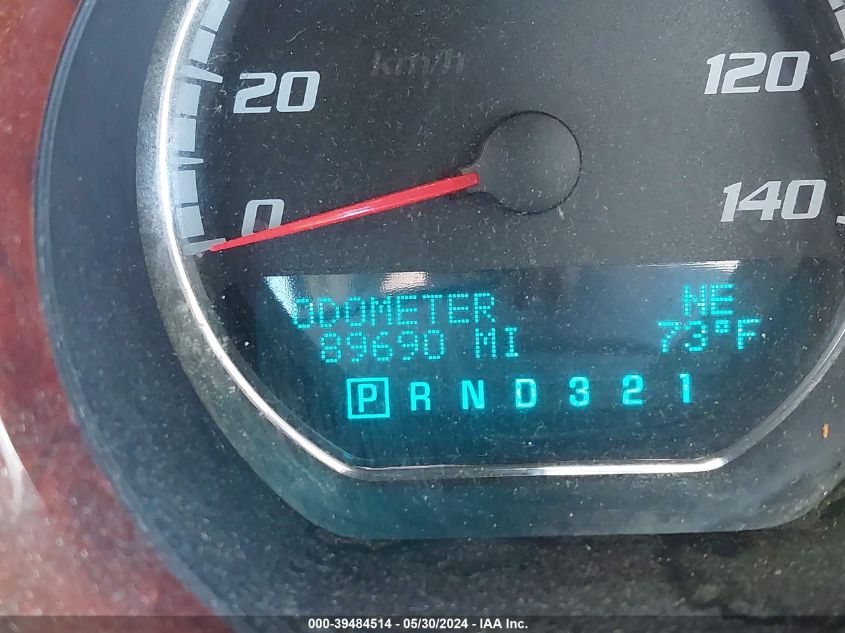 km/h
20
120
0
140
ODOMETER NE
89690 MI 73°F
P R N D 3 2 1
000-39484514 / 05/30/2024 - IAA Inc.